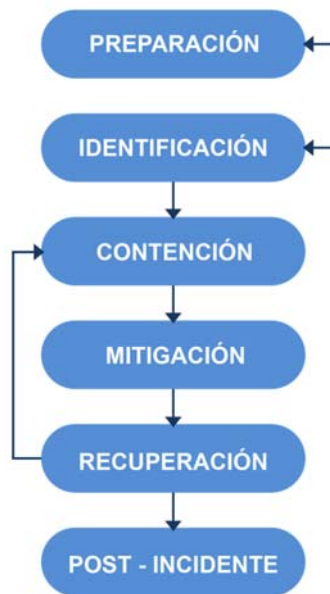 PREPARACIÓN
IDENTIFICACIÓN
CONTENCIÓN
MITIGACIÓN
RECUPERACIÓN
POST - INCIDENTE